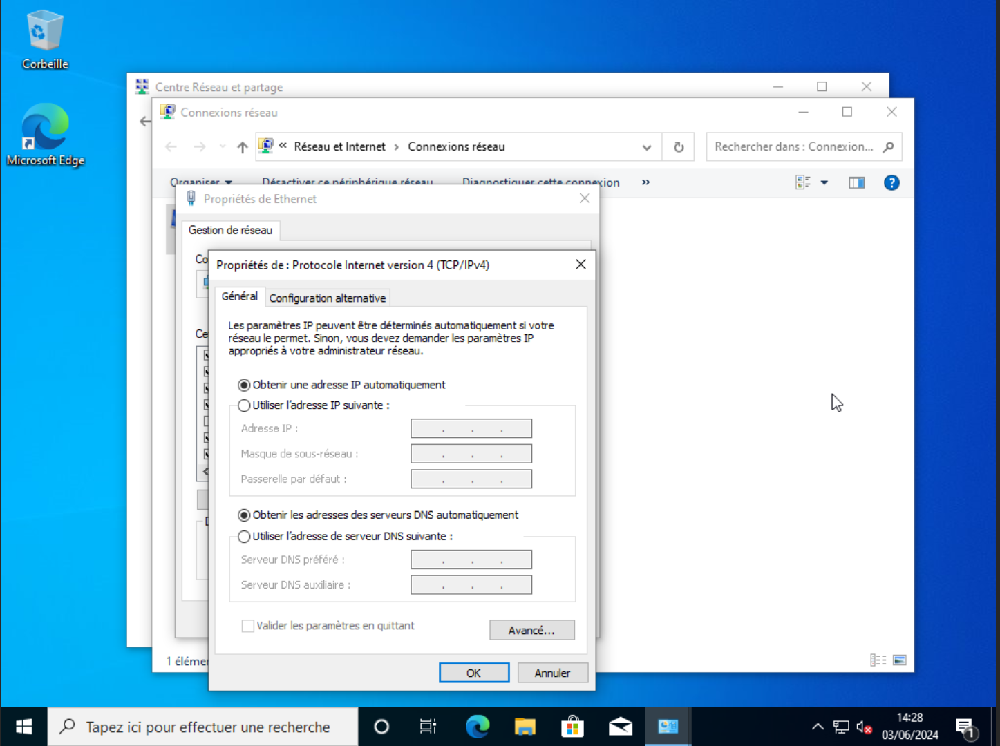 Corbeille
Microsoft Edge
Centre Réseau et partage
Connexions réseau
« Réseau et Internet > Connexions réseau
Rechercher dans : Connexion...
Organiser
Désactiver ce périphérique réseau
Diagnostiquer cette connexion
»
Propriétés de Ethernet
Gestion de réseau
Co
Propriétés de : Protocole Internet version 4 (TCP/IPv4)
Général
Configuration alternative
Les paramètres IP peuvent être déterminés automatiquement si votre
réseau le permet. Sinon, vous devez demander les paramètres IP
appropriés à votre administrateur réseau.
Ce
Obtenir une adresse IP automatiquement
Utiliser l'adresse IP suivante :
Adresse IP :
Masque de sous-réseau :
Passerelle par défaut :
Obtenir les adresses des serveurs DNS automatiquement
Utiliser l'adresse de serveur DNS suivante :
Serveur DNS préféré :
Serveur DNS auxiliaire :
Valider les paramètres en quittant
Avancé...
1 élémer
OK
Annuler
Tapez ici pour effectuer une recherche
14:28
03/06/2024
1